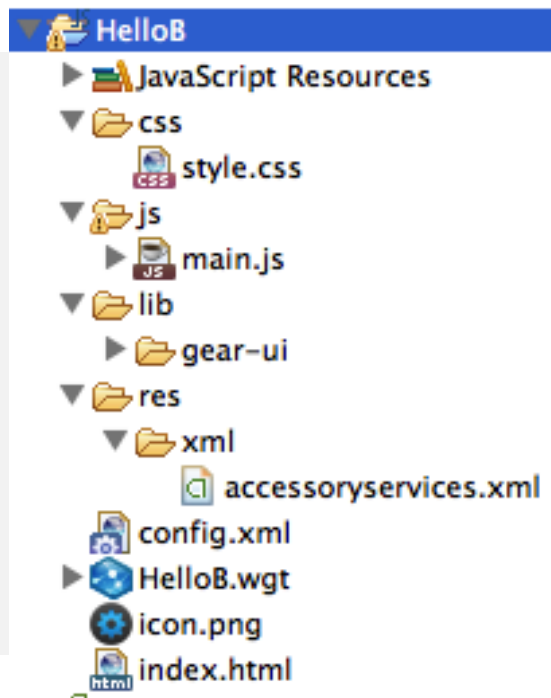 HelloB
JavaScript Resources
css
style.css
js
main.js
lib
gear-ui
res
xml
accessoryservices.xml
config.xml
HelloB.wgt
icon.png
index.html